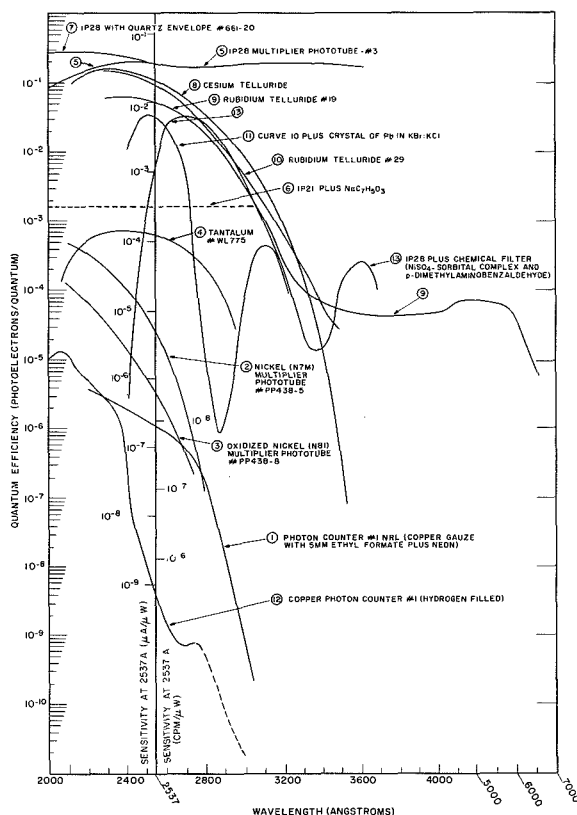 ⑦ IP28 WITH QUARTZ ENVELOPE #661-20
⑤ IP28 MULTIPLIER PHOTOTUBE-#3
⑤
⑧ CESIUM TELLURIDE
⑨ RUBIDIUM TELLURIDE #19
⑬
⑪ CURVE 10 PLUS CRYSTAL OF Pb IN KBr:KCl
⑩ RUBIDIUM TELLURIDE #29
⑥ IP21 PLUS NaC7H5O3
④ TANTALUM
#WL775
⑬ IP28 PLUS CHEMICAL FILTER
(NiSO4-SORBITAL COMPLEX AND
p-DIMETHYLAMINOBENZALDEHYDE)
⑨
② NICKEL (N7M)
MULTIPLIER
PHOTOTUBE
#PP438-5
③ OXIDIZED NICKEL (N81)
MULTIPLIER PHOTOTUBE
#PP438-8
① PHOTON COUNTER #1 NRL (COPPER GAUZE
WITH 5MM ETHYL FORMATE PLUS NEON)
⑫ COPPER PHOTON COUNTER #1 (HYDROGEN FILLED)
QUANTUM EFFICIENCY (PHOTOELECTRONS/QUANTUM)
10-1
10-2
10-3
10-4
10-5
10-6
10-7
10-8
10-9
10-10
SENSITIVITY AT 2537 A (μA/μW)
10-1
10-2
10-3
10-4
10-5
10-6
10-7
10-8
10-9
SENSITIVITY AT 2537 A
(CPM/μW)
10 8
10 7
10 6
2000 2400 2537 2800 3200 3600 4000 5000 6000 7000
WAVELENGTH (ANGSTROMS)